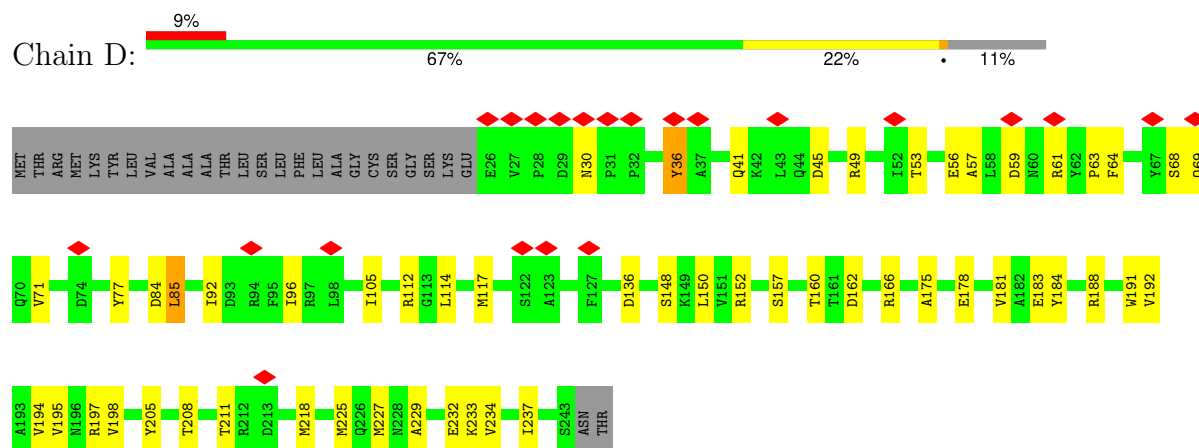 9%
Chain D:
67% 22% • 11%
MET THR ARG MET LYS TYR LEU VAL ALA ALA ALA THR LEU SER LEU LEU PHE LEU ALA GLY CYS SER GLY SER LYS GLU E26 V27 P28 D29 N30 P31 P32 Y36 A37 Q41 K42 L43 Q44 D45 R49 I52 T53 E56 A57 L58 D59 N60 R61 Y62 P63 F64 Y67 S68 Q69
Q70 V71 D74 Y77 D84 L85 I92 D93 R94 F95 I96 R97 L98 I105 R112 G113 L114 M117 S122 A123 F127 D136 S148 K149 L150 V151 R152 S157 T160 T161 D162 R166 A175 E178 V181 A182 E183 Y184 R188 W191 V192
A193 V194 V195 N196 R197 V198 Y205 T208 T211 R212 D213 M218 M225 Q226 M227 N228 A229 E232 K233 V234 I237 S243 ASN THR